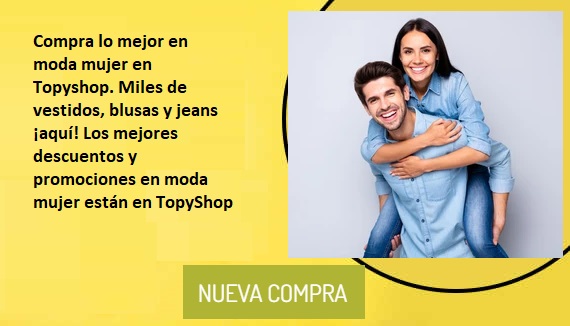 Compra lo mejor en
moda mujer en
Topyshop. Miles de
vestidos, blusas y jeans
¡aquí! Los mejores
descuentos y
promociones en moda
mujer están en TopyShop
NUEVA COMPRA